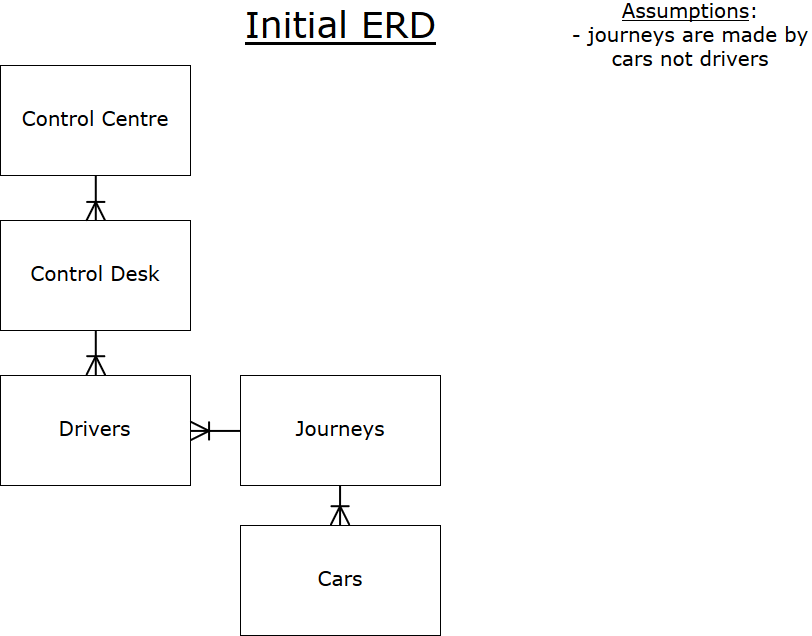 Initial ERD
Assumptions:
- journeys are made by
cars not drivers
Control Centre
Control Desk
Drivers
Journeys
Cars